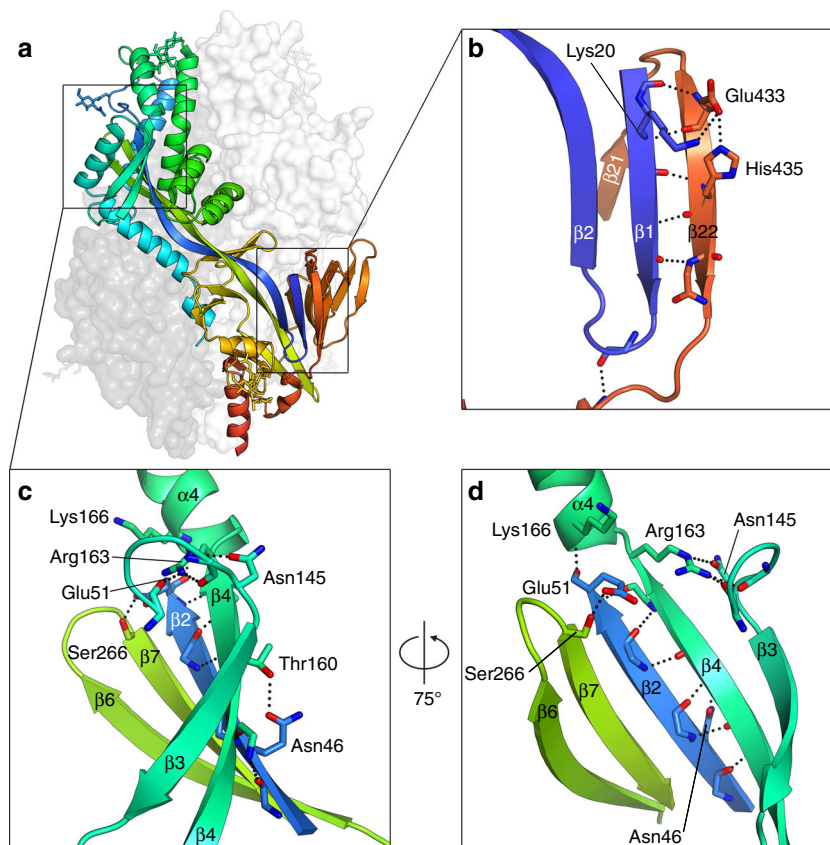 a
b
Lys20
Glu433
β21
His435
β2
β1
β22
c
α4
Lys166
Arg163
Glu51
Asn145
β4
β2
Ser266
β7
Thr160
β6
Asn46
β3
β4
75°
d
α4
Lys166
Arg163
Asn145
Glu51
Ser266
β3
β4
β2
β7
β6
Asn46